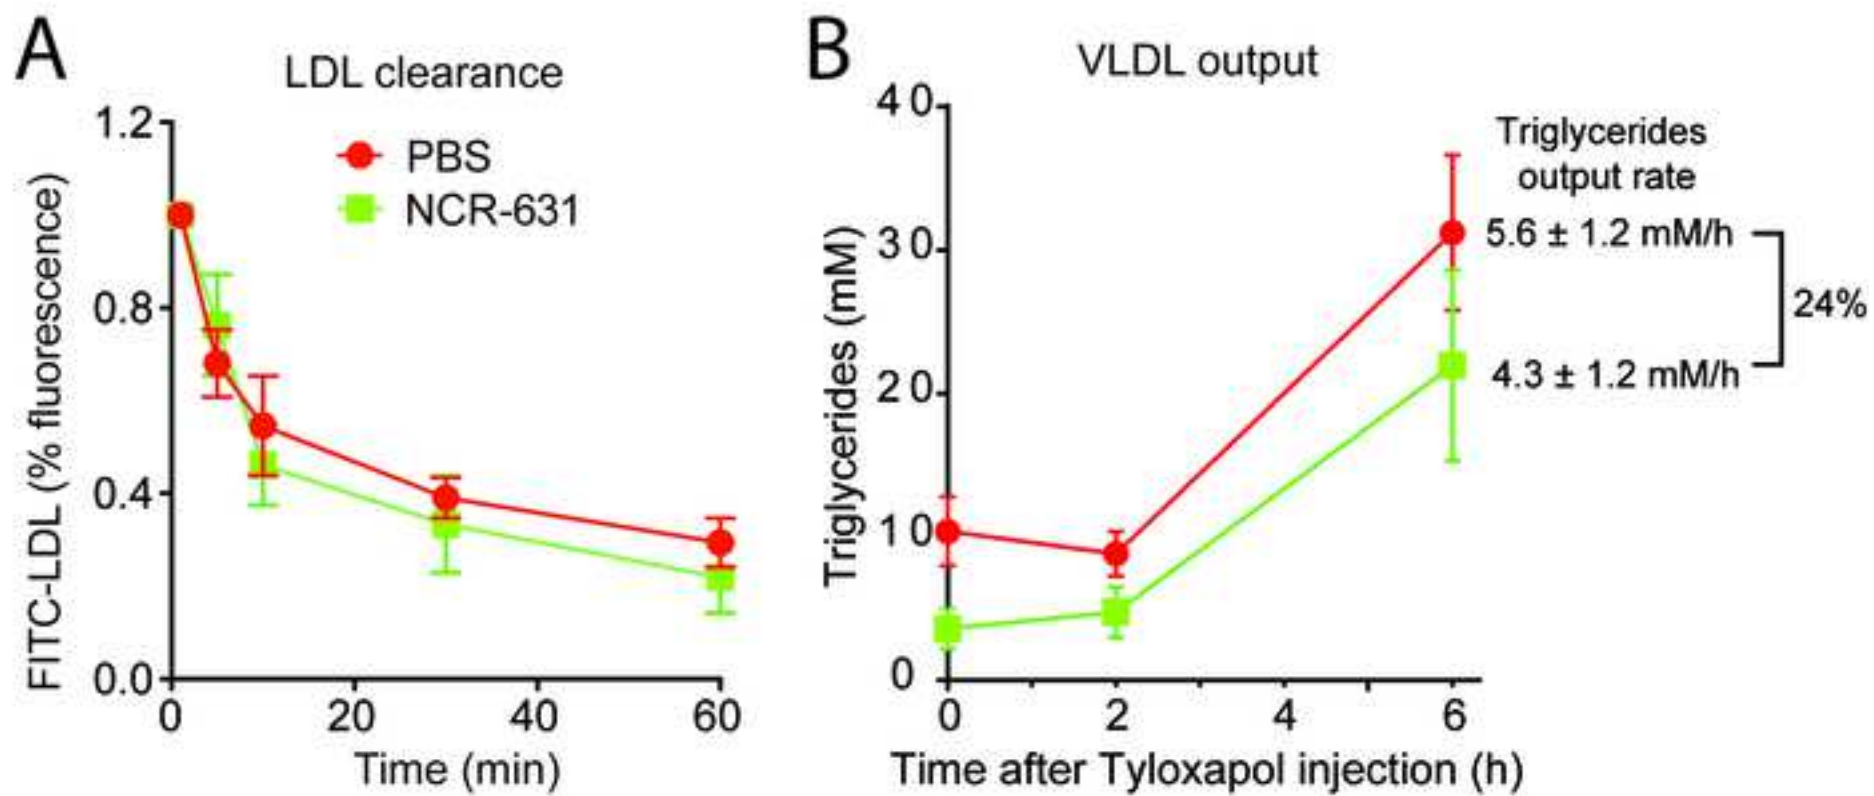 A
LDL clearance
1.2
0.8
0.4
0.0
FITC-LDL (% fluorescence)
PBS
NCR-631
0 20 40 60
Time (min)
B
VLDL output
40
30
20
10
0
Triglycerides (mM)
Triglycerides
output rate
5.6 ± 1.2 mM/h
24%
4.3 ± 1.2 mM/h
0 2 4 6
Time after Tyloxapol injection (h)